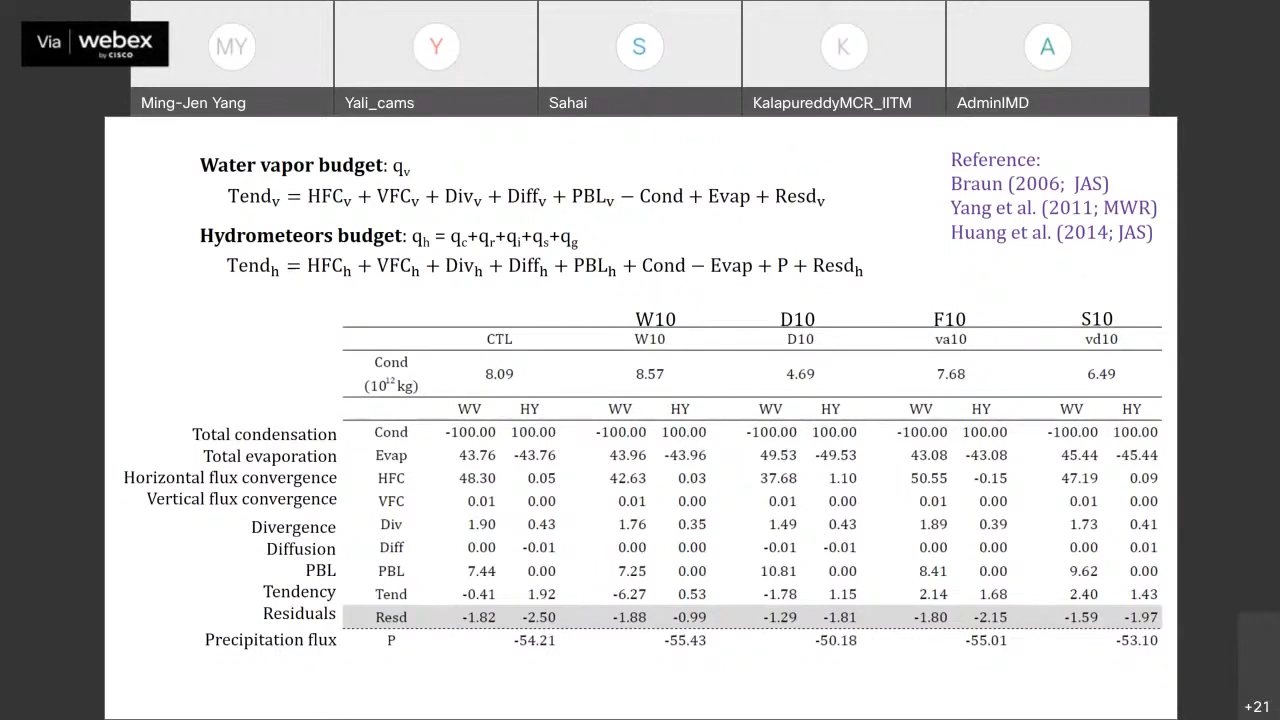 Via webex
by CISCO
MY Y S K A
Ming-Jen Yang Yali_cams Sahai KalapureddyMCR_IITM AdminIMD
Water vapor budget: qv
Tendv = HFCv + VFCv + Divv + Diffv + PBLv − Cond + Evap + Resdv
Hydrometeors budget: qh = qc+qr+qi+qs+qg
Tendh = HFCh + VFCh + Divh + Diffh + PBLh + Cond − Evap + P + Resdh
Reference:
Braun (2006; JAS)
Yang et al. (2011; MWR)
Huang et al. (2014; JAS)
W10 D10 F10 S10
CTL W10 D10 va10 vd10
Cond
(10¹² kg) 8.09 8.57 4.69 7.68 6.49
WV HY WV HY WV HY WV HY WV HY
Total condensation Cond -100.00 100.00 -100.00 100.00 -100.00 100.00 -100.00 100.00 -100.00 100.00
Total evaporation Evap 43.76 -43.76 43.96 -43.96 49.53 -49.53 43.08 -43.08 45.44 -45.44
Horizontal flux convergence HFC 48.30 0.05 42.63 0.03 37.68 1.10 50.55 -0.15 47.19 0.09
Vertical flux convergence VFC 0.01 0.00 0.01 0.00 0.01 0.00 0.01 0.00 0.01 0.00
Divergence Div 1.90 0.43 1.76 0.35 1.49 0.43 1.89 0.39 1.73 0.41
Diffusion Diff 0.00 -0.01 0.00 0.00 -0.01 -0.01 0.00 0.00 0.00 0.01
PBL PBL 7.44 0.00 7.25 0.00 10.81 0.00 8.41 0.00 9.62 0.00
Tendency Tend -0.41 1.92 -6.27 0.53 -1.78 1.15 2.14 1.68 2.40 1.43
Residuals Resd -1.82 -2.50 -1.88 -0.99 -1.29 -1.81 -1.80 -2.15 -1.59 -1.97
Precipitation flux P -54.21 -55.43 -50.18 -55.01 -53.10
+21